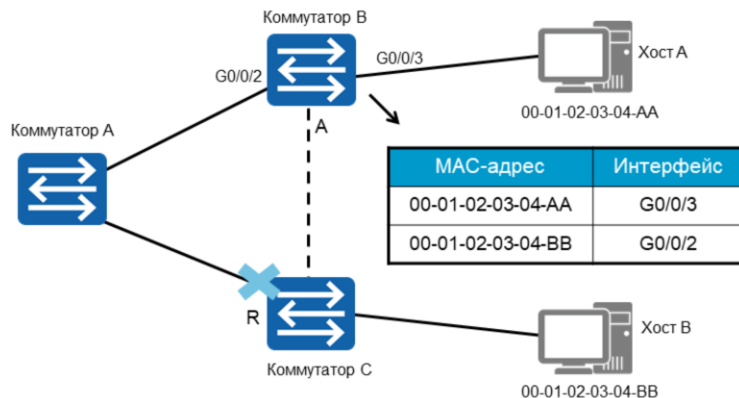 Коммутатор B
G0/0/3
G0/0/2
Хост A
00-01-02-03-04-AA
A
Коммутатор A
МАС-адрес Интерфейс
00-01-02-03-04-AA G0/0/3
00-01-02-03-04-BB G0/0/2
R
Коммутатор C
Хост B
00-01-02-03-04-BB